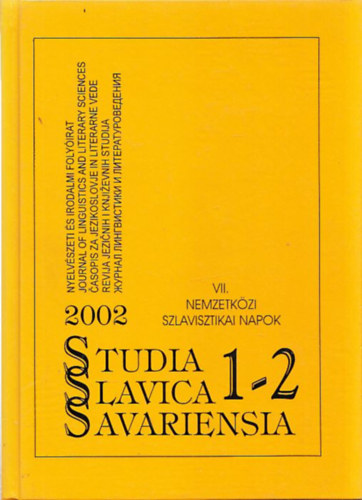 NYELVÉSZETI ÉS IRODALMI FOLYÓIRAT
JOURNAL OF LINGUISTICS AND LITERARY SCIENCES
ČASOPIS ZA JEZIKOSLOVJE IN LITERARNE VEDE
REVIJA JEZIČNIH I KNJIŽEVNIH STUDIJA
ЖУРНАЛ ЛИНГВИСТИКИ И ЛИТЕРАТУРОВЕДЕНИЯ
VII.
NEMZETKÖZI
SZLAVISZTIKAI NAPOK
2002
STUDIA
SLAVICA 1-2
SAVARIENSIA